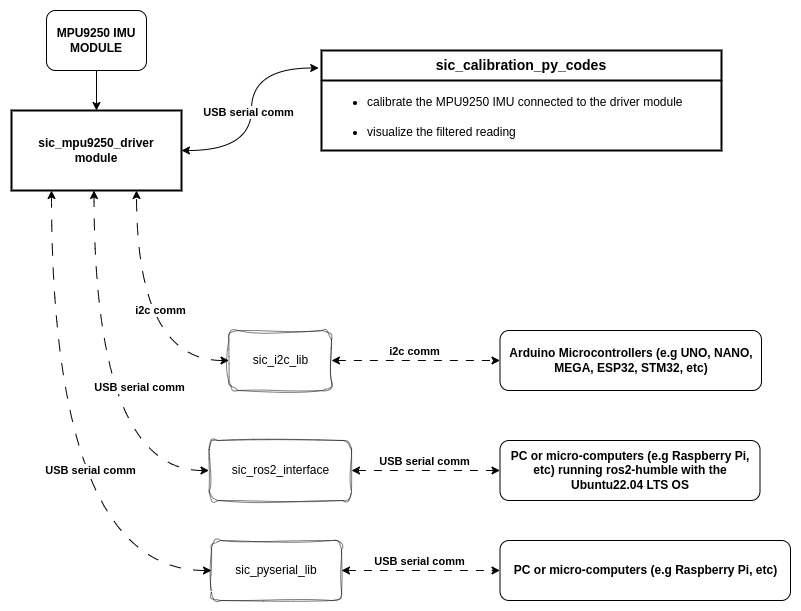 MPU9250 IMU
MODULE
sic_calibration_py_codes
USB serial comm
• calibrate the MPU9250 IMU connected to the driver module
• visualize the filtered reading
sic_mpu9250_driver
module
i2c comm
sic_i2c_lib
i2c comm
Arduino Microcontrollers (e.g UNO, NANO,
MEGA, ESP32, STM32, etc)
USB serial comm
sic_ros2_interface
USB serial comm
PC or micro-computers (e.g Raspberry Pi,
etc) running ros2-humble with the
Ubuntu22.04 LTS OS
USB serial comm
sic_pyserial_lib
USB serial comm
PC or micro-computers (e.g Raspberry Pi, etc)